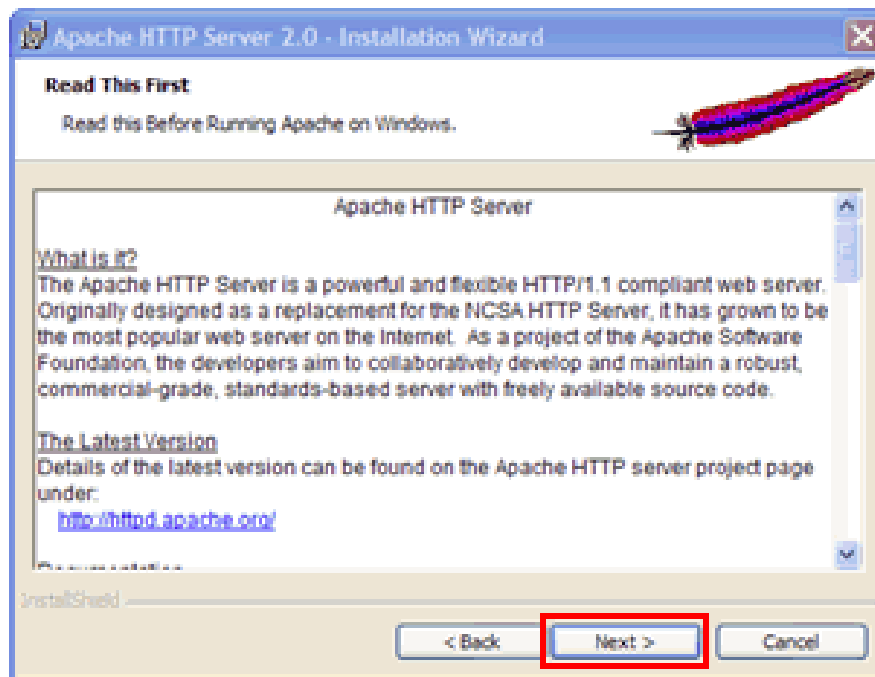 Apache HTTP Server 2.0 - Installation Wizard
Read This First
Read this Before Running Apache on Windows.
Apache HTTP Server
What is it?
The Apache HTTP Server is a powerful and flexible HTTP/1.1 compliant web server.
Originally designed as a replacement for the NCSA HTTP Server, it has grown to be
the most popular web server on the Internet.  As a project of the Apache Software
Foundation, the developers aim to collaboratively develop and maintain a robust,
commercial-grade, standards-based server with freely available source code.
The Latest Version
Details of the latest version can be found on the Apache HTTP server project page
under:
http://httpd.apache.org/
Documentation
InstallShield
< Back
Next >
Cancel